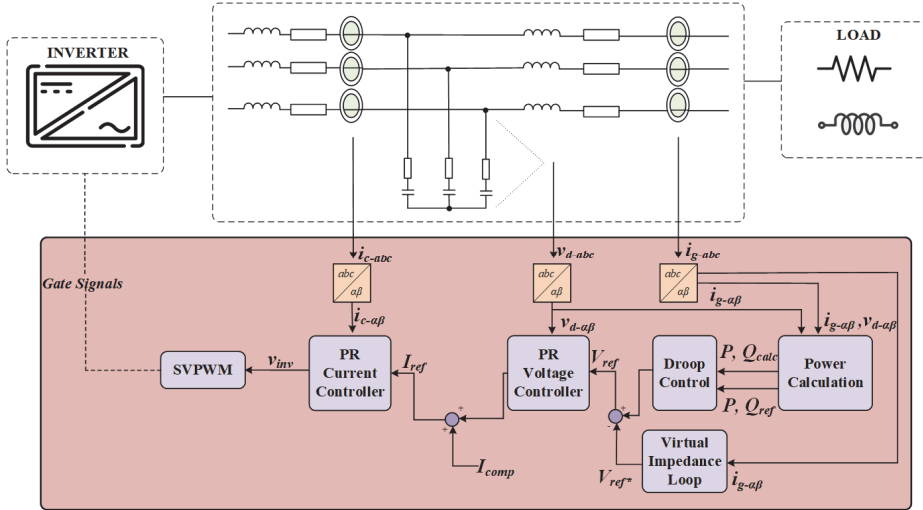 INVERTER
LOAD
i_c-abc
v_d-abc
i_g-abc
abc
αβ
abc
αβ
abc
αβ
Gate Signals
i_g-αβ
i_c-αβ
v_d-αβ
i_g-αβ ,v_d-αβ
SVPWM
v_inv
PR
Current
Controller
I_ref
PR
Voltage
Controller
V_ref
Droop
Control
P, Q_calc
P, Q_ref
Power
Calculation
+
+
+
-
I_comp
V_ref*
Virtual
Impedance
Loop
i_g-αβ